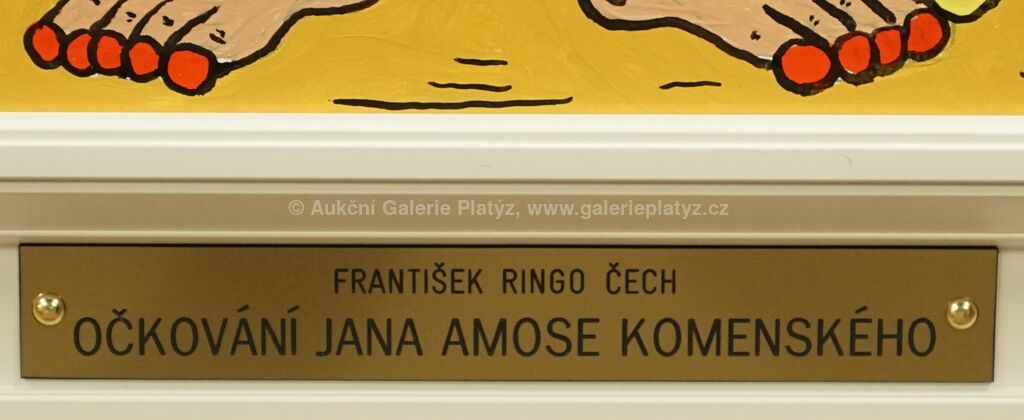 © Aukční Galerie Platýz, www.galerieplatyz.cz
FRANTIŠEK RINGO ČECH
OČKOVÁNÍ JANA AMOSE KOMENSKÉHO